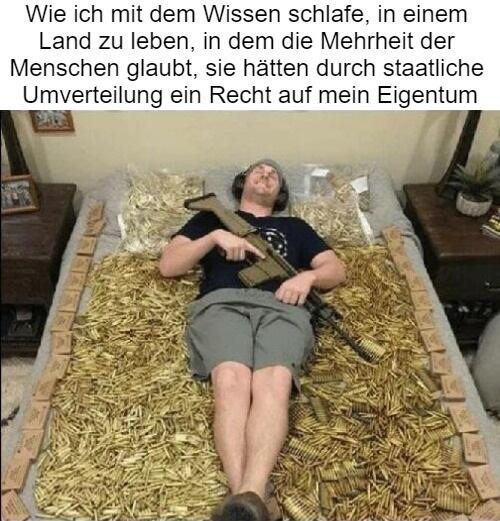 Wie ich mit dem Wissen schlafe, in einem
Land zu leben, in dem die Mehrheit der
Menschen glaubt, sie hätten durch staatliche
Umverteilung ein Recht auf mein Eigentum